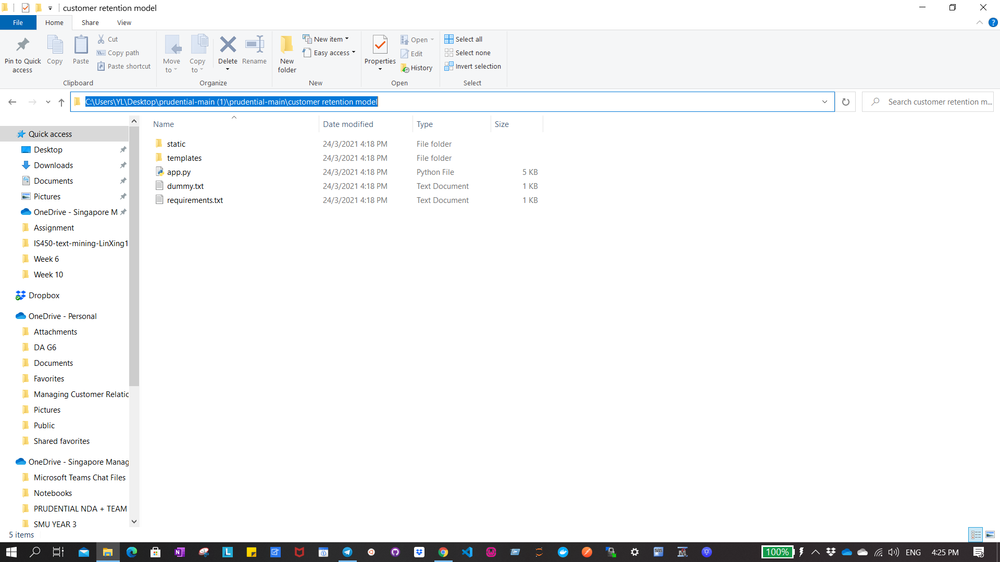 customer retention model
File Home Share View
Pin to Quick access
Copy
Paste
Cut
Copy path
Paste shortcut
Clipboard
Move to
Copy to
Delete
Rename
Organize
New folder
New item
Easy access
New
Properties
Open
Edit
History
Open
Select all
Select none
Invert selection
Select
C:\Users\YL\Desktop\prudential-main (1)\prudential-main\customer retention model
Search customer retention m...
Name Date modified Type Size
static 24/3/2021 4:18 PM File folder
templates 24/3/2021 4:18 PM File folder
app.py 24/3/2021 4:18 PM Python File 5 KB
dummy.txt 24/3/2021 4:18 PM Text Document 1 KB
requirements.txt 24/3/2021 4:18 PM Text Document 1 KB
Quick access
Desktop
Downloads
Documents
Pictures
OneDrive - Singapore M
Assignment
IS450-text-mining-LinXing1
Week 6
Week 10
Dropbox
OneDrive - Personal
Attachments
DA G6
Documents
Favorites
Managing Customer Relatic
Pictures
Public
Shared favorites
OneDrive - Singapore Manag
Microsoft Teams Chat Files
Notebooks
PRUDENTIAL NDA + TEAM
SMU YEAR 3
5 items
100% ENG 4:25 PM